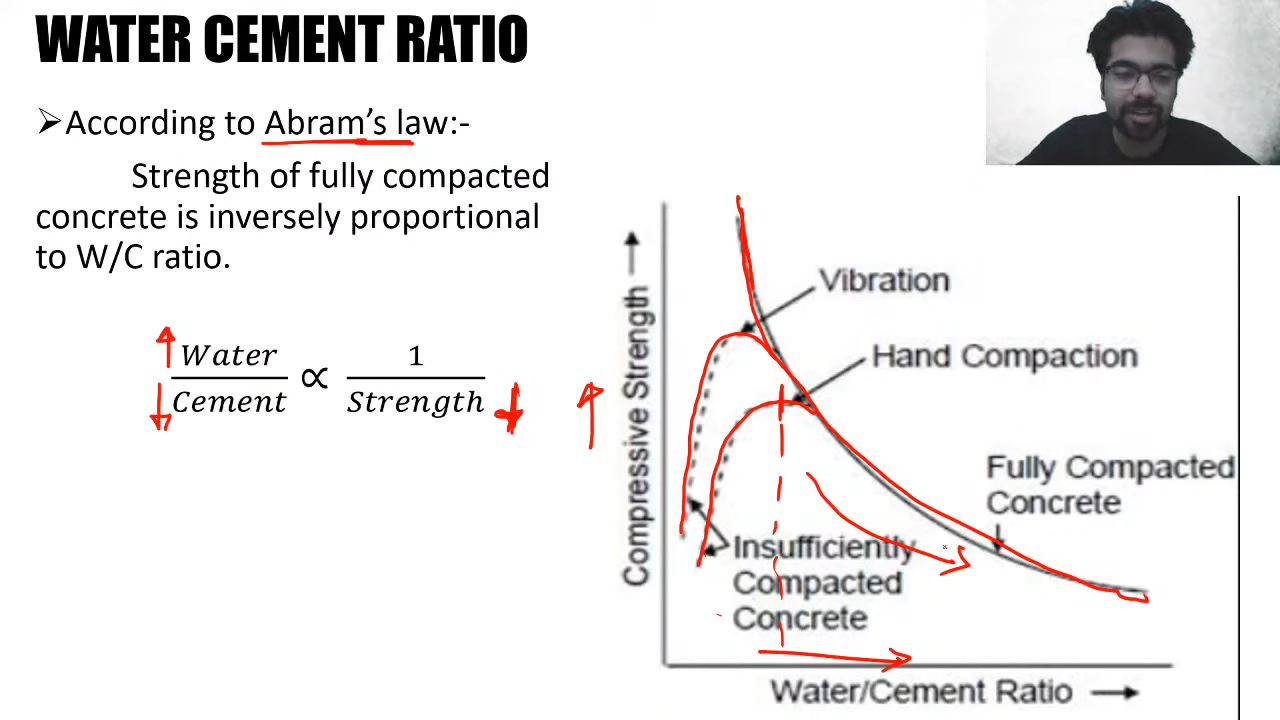 WATER CEMENT RATIO
➤According to Abram’s law:-
Strength of fully compacted
concrete is inversely proportional
to W/C ratio.
Water/Cement ∝ 1/Strength
Compressive Strength →
Vibration
Hand Compaction
Fully Compacted
Concrete
Insufficiently
Compacted
Concrete
Water/Cement Ratio →